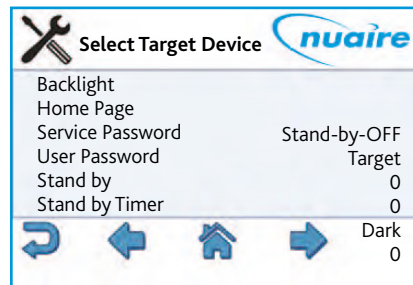 Select Target Device
nuaire
Backlight
Home Page
Service Password
User Password
Stand by
Stand by Timer
Stand-by-OFF
Target
0
0
Dark
0